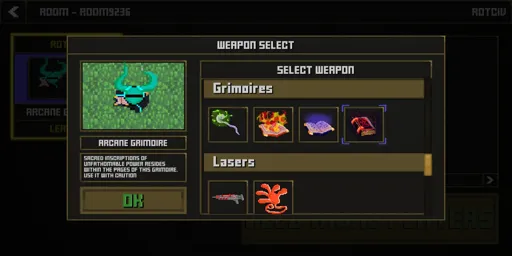 ROOM - ROOM9236
ROTCIV
WEAPON SELECT
SELECT WEAPON
Grimoires
ARCANE GRIMOIRE
SACRED INSCRIPTIONS OF
UNFATHOMABLE POWER RESIDES
WITHIN THE PAGES OF THIS GRIMOIRE.
USE IT WITH CAUTION
OK
Lasers